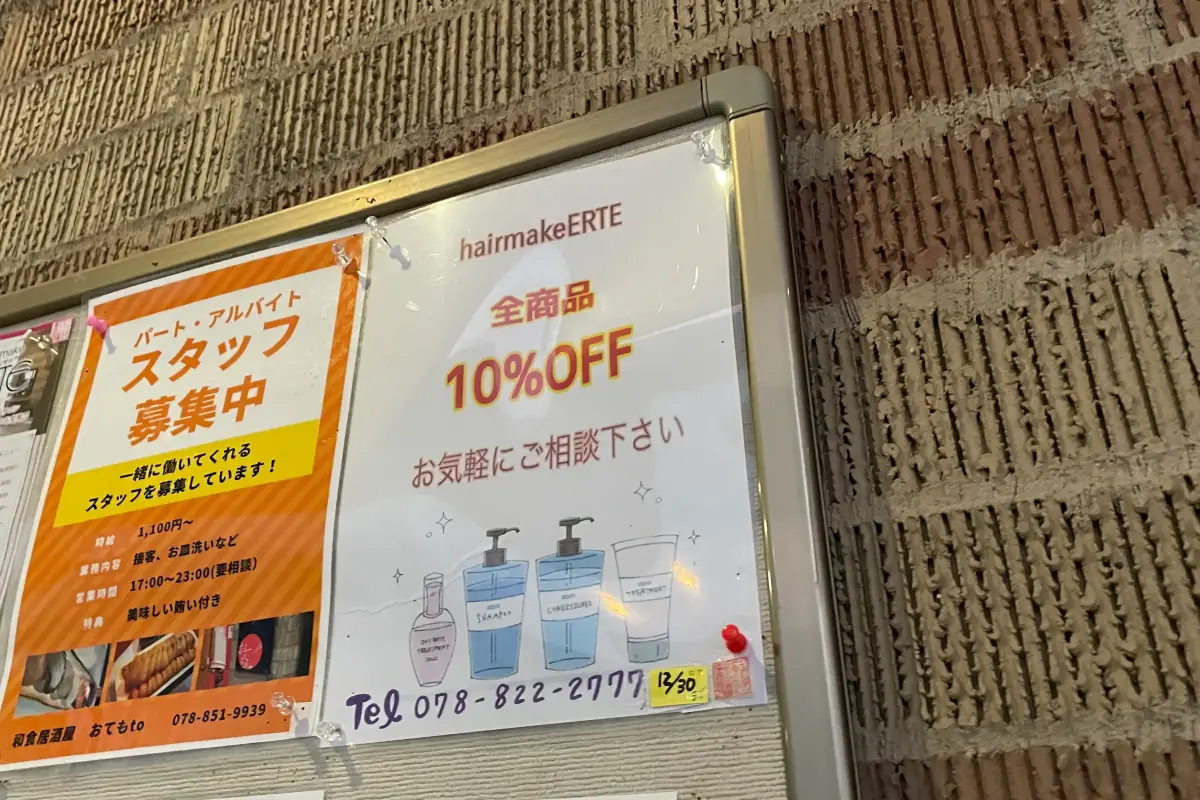 パート・アルバイト
スタッフ
募集中
一緒に働いてくれる
スタッフを募集しています！
時給 1,100円～
業務内容 接客、お皿洗いなど
営業時間 17:00～23:00(要相談)
特典 美味しい賄い付き
和食居酒屋 おてもto 078-851-9939
hairmakeERTE
全商品
10%OFF
お気軽にご相談下さい
SHAMPOO
CONDITIONER
TREATMENT
TREATMENT
Tel 078-822-2777
12/30